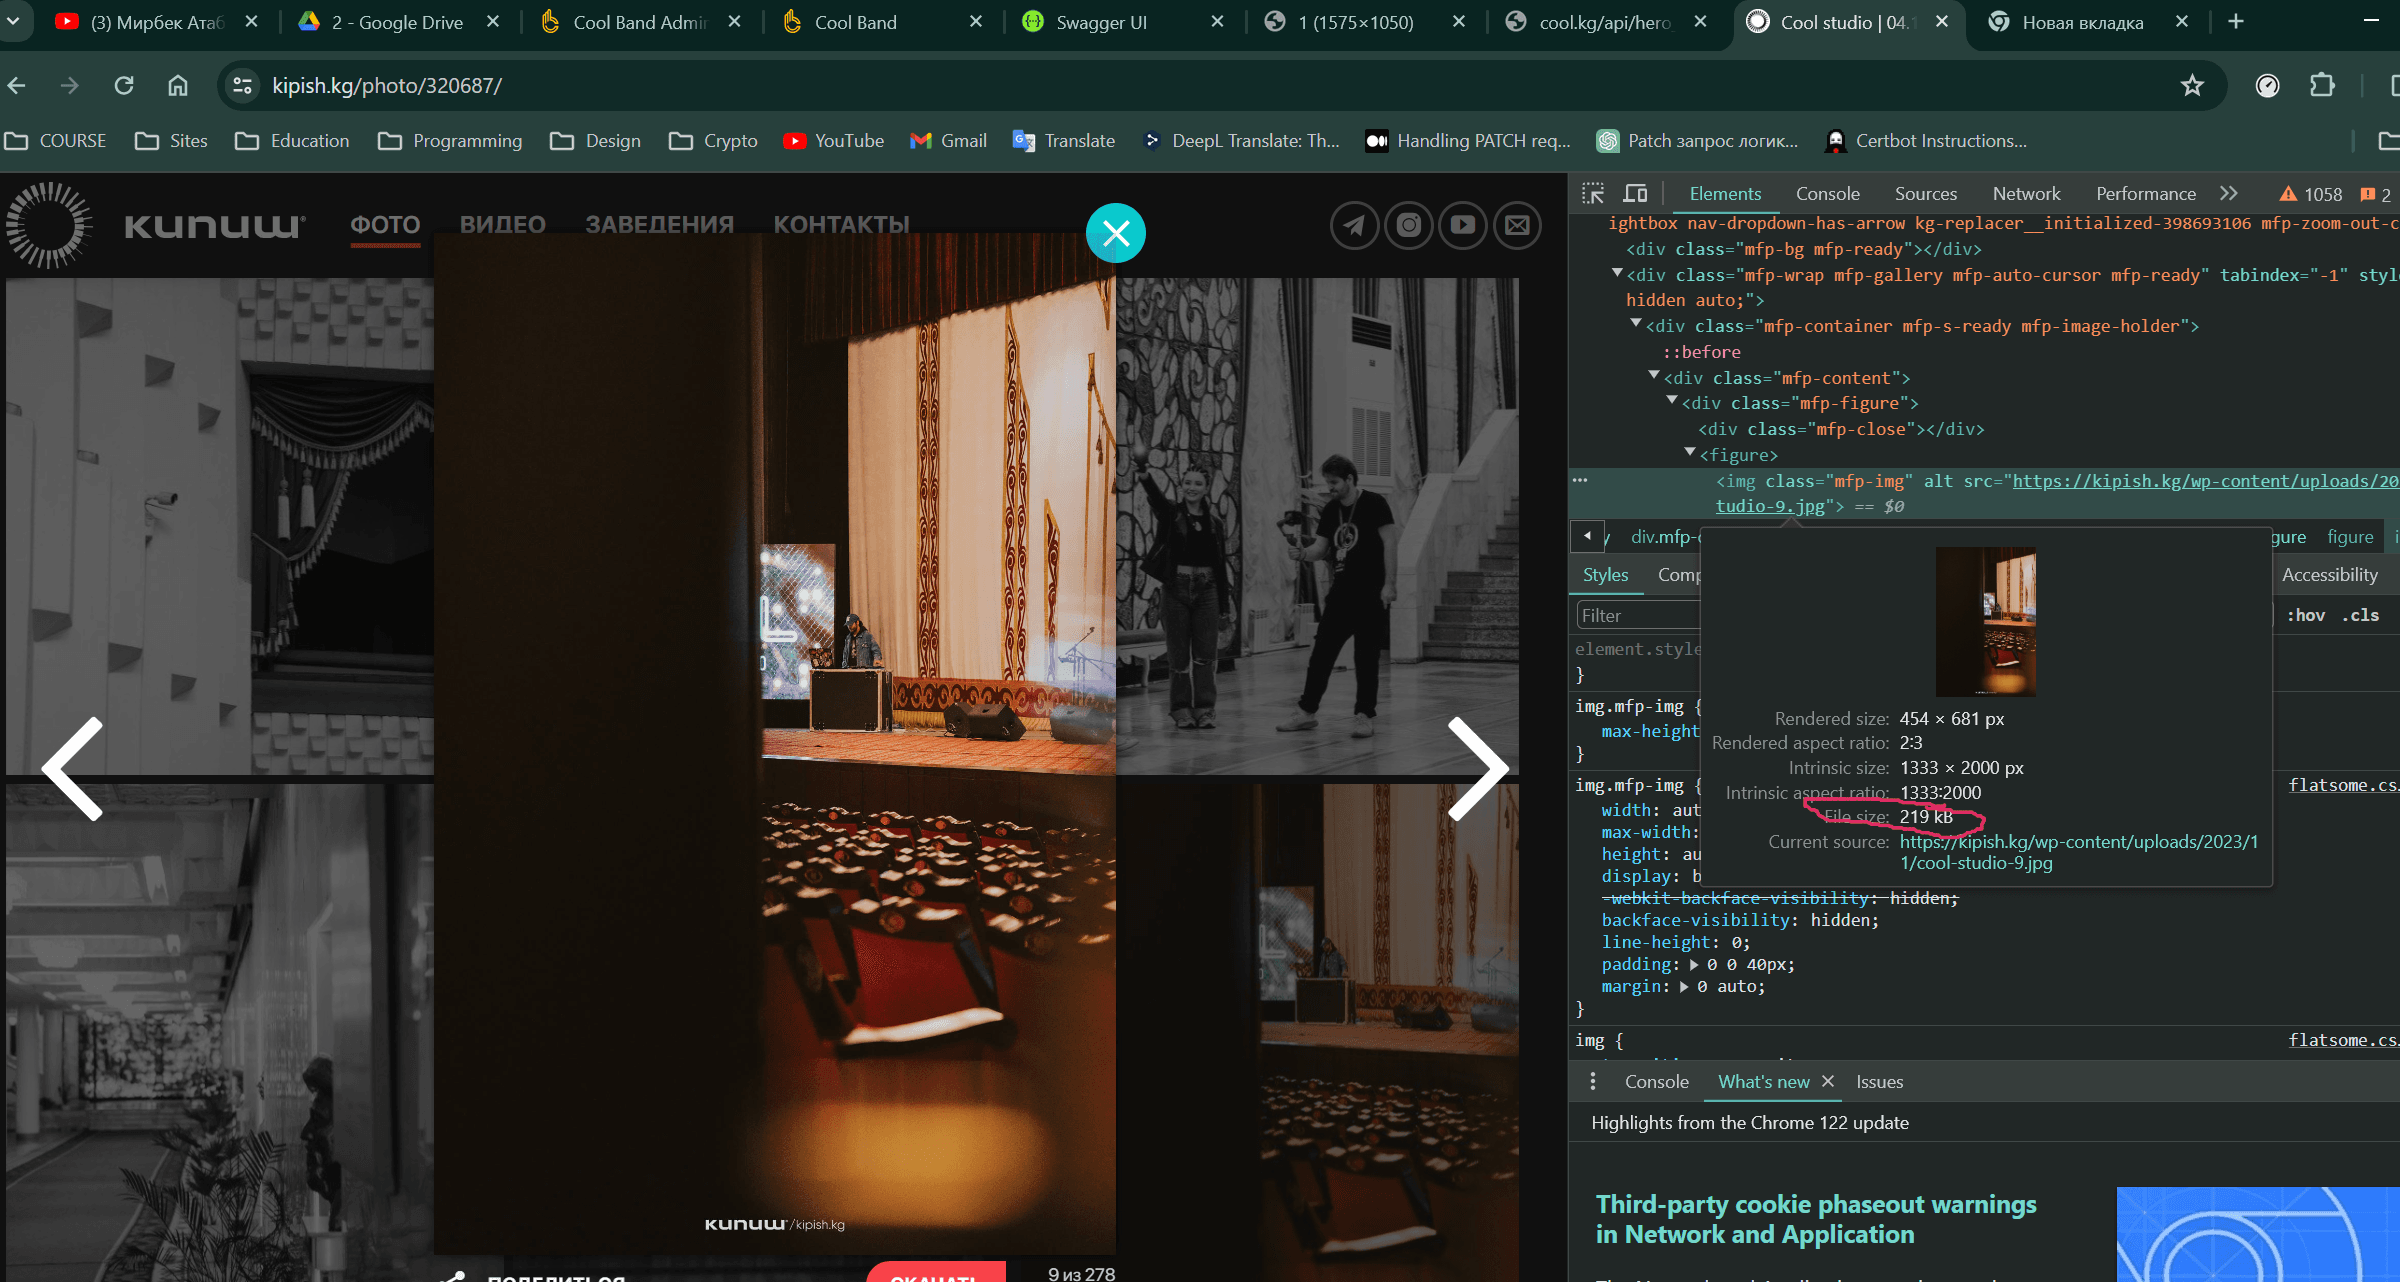 (3) Мирбек Атаб
2 - Google Drive
Cool Band Admin
Cool Band
Swagger UI
1 (1575×1050)
cool.kg/api/hero_
Cool studio | 04.1
Новая вкладка
kipish.kg/photo/320687/
COURSE
Sites
Education
Programming
Design
Crypto
YouTube
Gmail
Translate
DeepL Translate: Th...
Handling PATCH req...
Patch запрос логик...
Certbot Instructions...
кипиш
ФОТО
ВИДЕО
ЗАВЕДЕНИЯ
КОНТАКТЫ
кипиш/kipish.kg
ПОДЕЛИТЬСЯ
СКАЧАТЬ
9 из 278
Elements
Console
Sources
Network
Performance
1058
2
ightbox nav-dropdown-has-arrow kg-replacer__initialized-398693106 mfp-zoom-out-c
<div class="mfp-bg mfp-ready"></div>
<div class="mfp-wrap mfp-gallery mfp-auto-cursor mfp-ready" tabindex="-1" style
hidden auto;">
<div class="mfp-container mfp-s-ready mfp-image-holder">
::before
<div class="mfp-content">
<div class="mfp-figure">
<div class="mfp-close"></div>
<figure>
<img class="mfp-img" alt src="https://kipish.kg/wp-content/uploads/20
tudio-9.jpg"> == $0
y
div.mfp-c
gure
figure
i
Styles
Comp
Accessibility
Filter
:hov
.cls
element.style
}
img.mfp-img {
max-height
}
img.mfp-img {
flatsome.cs…
width: aut
max-width:
height: au
display: b
-webkit-backface-visibility: hidden;
backface-visibility: hidden;
line-height: 0;
padding: 0 0 40px;
margin: 0 auto;
}
img {
flatsome.cs…
Rendered size: 454 × 681 px
Rendered aspect ratio: 2:3
Intrinsic size: 1333 × 2000 px
Intrinsic aspect ratio: 1333:2000
File size: 219 kB
Current source: https://kipish.kg/wp-content/uploads/2023/1
1/cool-studio-9.jpg
Console
What's new
Issues
Highlights from the Chrome 122 update
Third-party cookie phaseout warnings
in Network and Application